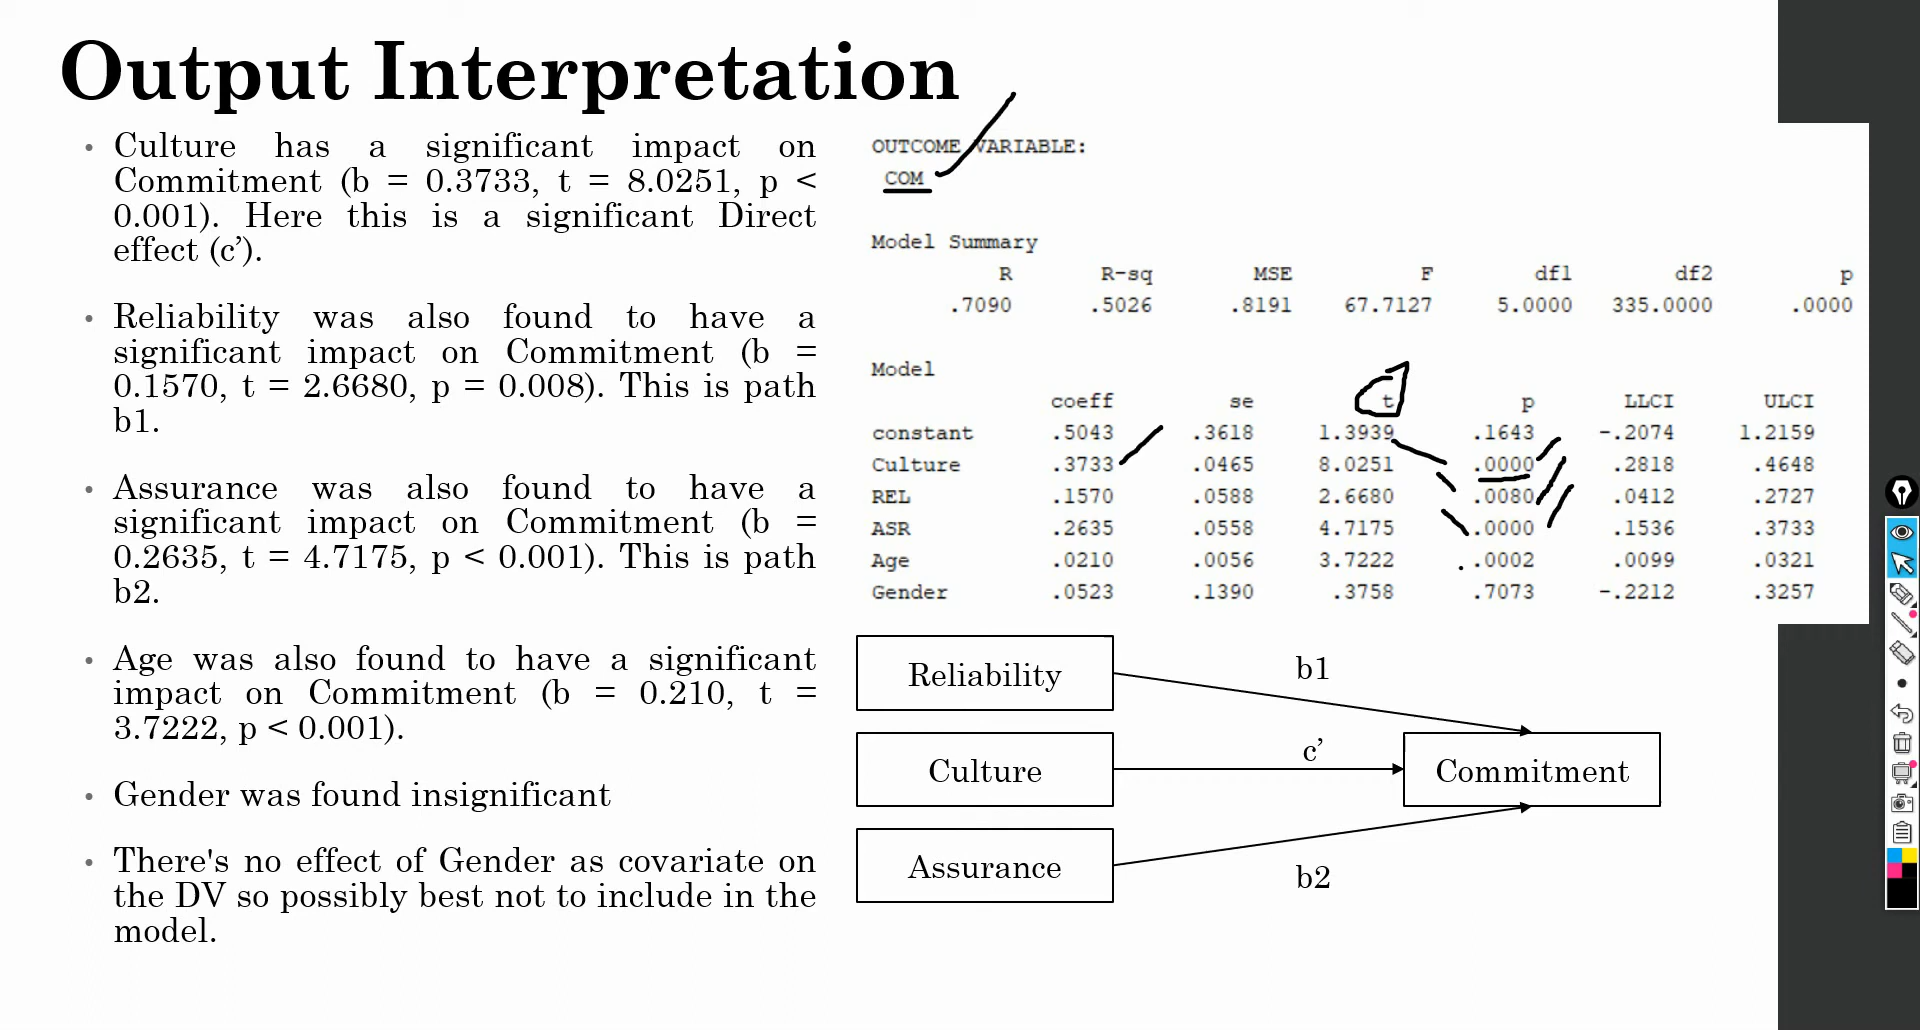 Output Interpretation
• Culture has a significant impact on
Commitment (b = 0.3733, t = 8.0251, p <
0.001). Here this is a significant Direct
effect (c’).
• Reliability was also found to have a
significant impact on Commitment (b =
0.1570, t = 2.6680, p = 0.008). This is path
b1.
• Assurance was also found to have a
significant impact on Commitment (b =
0.2635, t = 4.7175, p < 0.001). This is path
b2.
• Age was also found to have a significant
impact on Commitment (b = 0.210, t =
3.7222, p < 0.001).
• Gender was found insignificant
• There's no effect of Gender as covariate on
the DV so possibly best not to include in the
model.
OUTCOME VARIABLE:
COM
Model Summary
R R-sq MSE F df1 df2 p
.7090 .5026 .8191 67.7127 5.0000 335.0000 .0000
Model
coeff se t p LLCI ULCI
constant .5043 .3618 1.3939 .1643 -.2074 1.2159
Culture .3733 .0465 8.0251 .0000 .2818 .4648
REL .1570 .0588 2.6680 .0080 .0412 .2727
ASR .2635 .0558 4.7175 .0000 .1536 .3733
Age .0210 .0056 3.7222 .0002 .0099 .0321
Gender .0523 .1390 .3758 .7073 -.2212 .3257
Reliability
b1
Culture
c’
Commitment
Assurance
b2